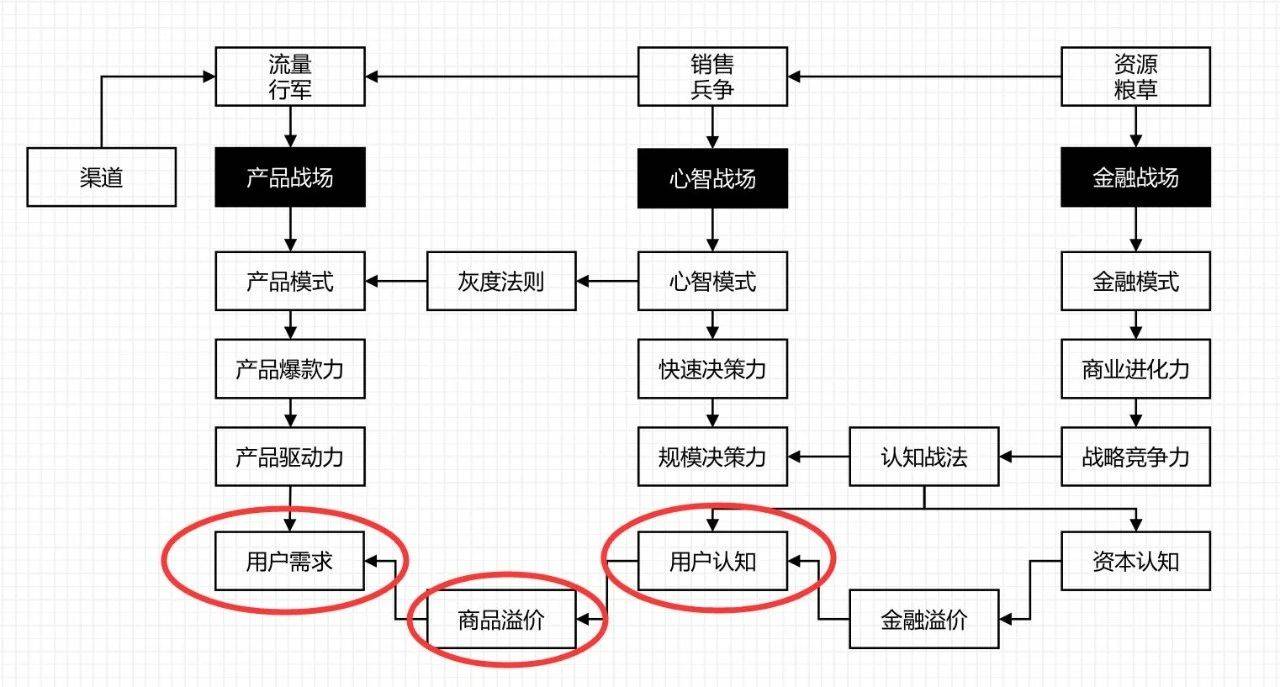 流量
行军
销售
兵争
资源
粮草
渠道
产品战场
心智战场
金融战场
产品模式
灰度法则
心智模式
金融模式
产品爆款力
快速决策力
商业进化力
产品驱动力
规模决策力
认知战法
战略竞争力
用户需求
用户认知
资本认知
商品溢价
金融溢价